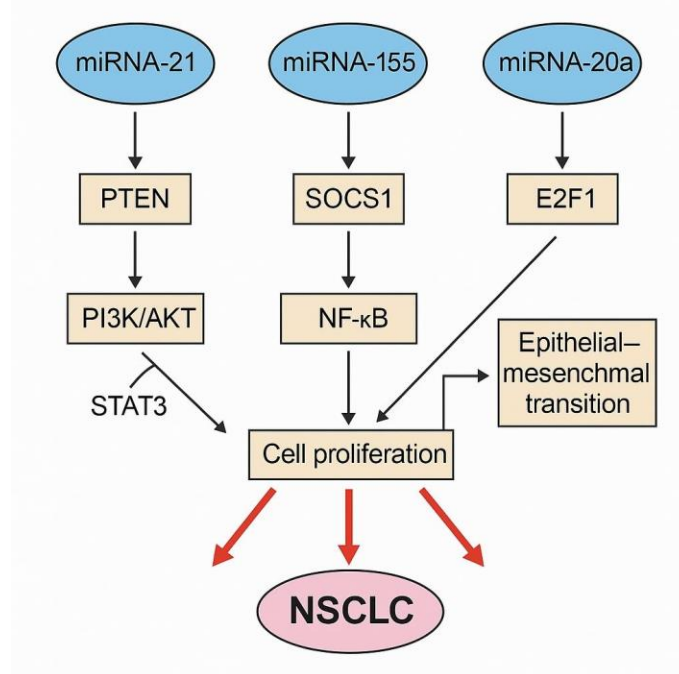 miRNA-21
miRNA-155
miRNA-20a
PTEN
SOCS1
E2F1
PI3K/AKT
NF-κB
Epithelial–
mesenchmal
transition
STAT3
Cell proliferation
NSCLC